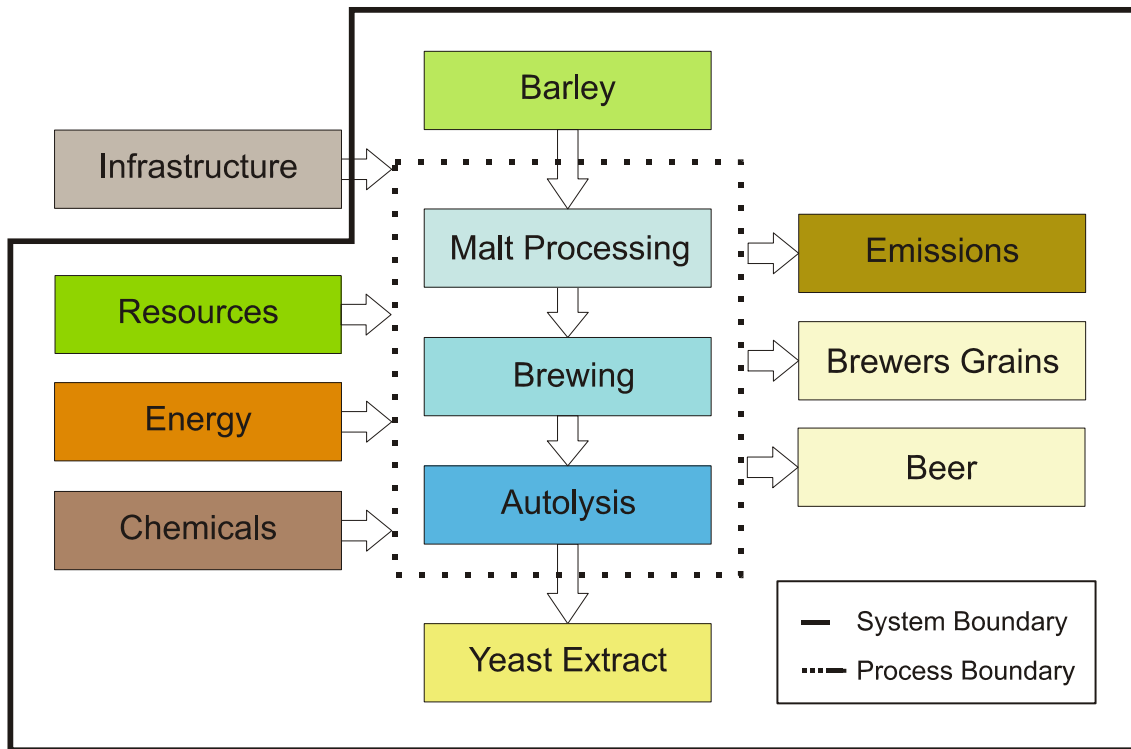 Barley
Infrastructure
Malt Processing
Emissions
Resources
Brewing
Brewers Grains
Energy
Beer
Autolysis
Chemicals
System Boundary
Yeast Extract
Process Boundary